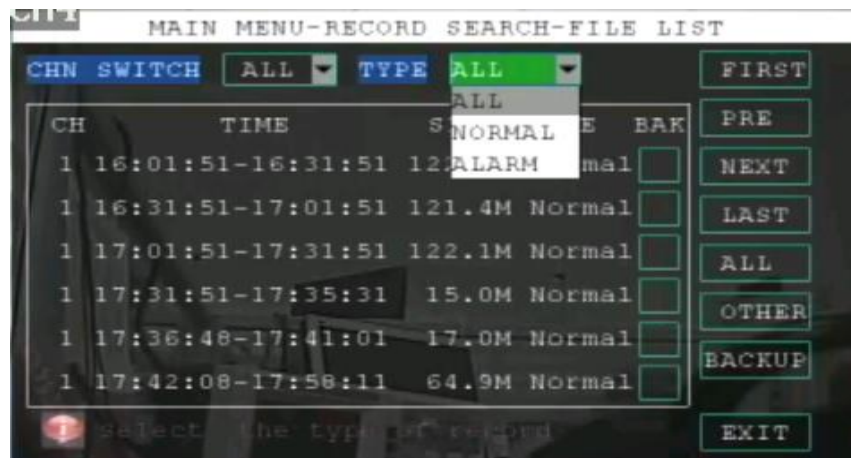 CH4
MAIN MENU-RECORD SEARCH-FILE LIST
CHN SWITCH ALL TYPE ALL FIRST
ALL
NORMAL
ALARM
CH TIME BAK PRE
1 16:01:51-16:31:51 NEXT
1 16:31:51-17:01:51 121.4M Normal LAST
1 17:01:51-17:31:51 122.1M Normal ALL
1 17:31:51-17:35:31 15.0M Normal OTHER
1 17:36:48-17:41:01 17.0M Normal
1 17:42:08-17:58:11 64.9M Normal BACKUP
select the type of record EXIT